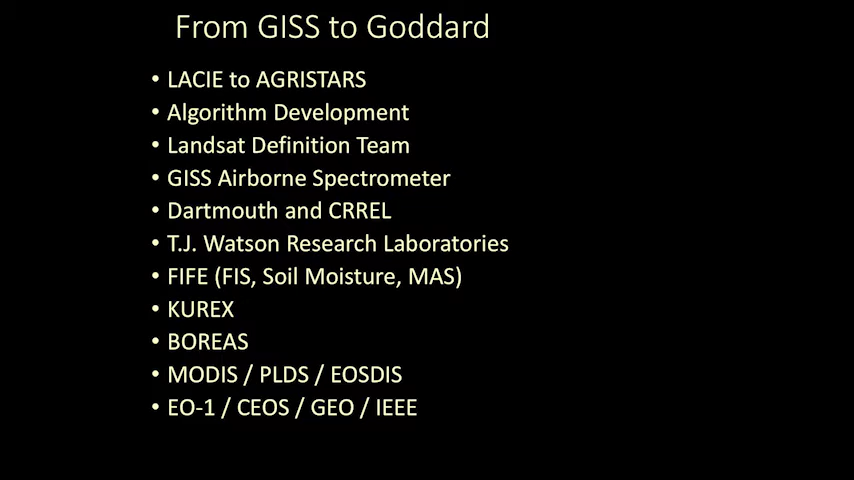 From GISS to Goddard
• LACIE to AGRISTARS
• Algorithm Development
• Landsat Definition Team
• GISS Airborne Spectrometer
• Dartmouth and CRREL
• T.J. Watson Research Laboratories
• FIFE (FIS, Soil Moisture, MAS)
• KUREX
• BOREAS
• MODIS / PLDS / EOSDIS
• EO-1 / CEOS / GEO / IEEE